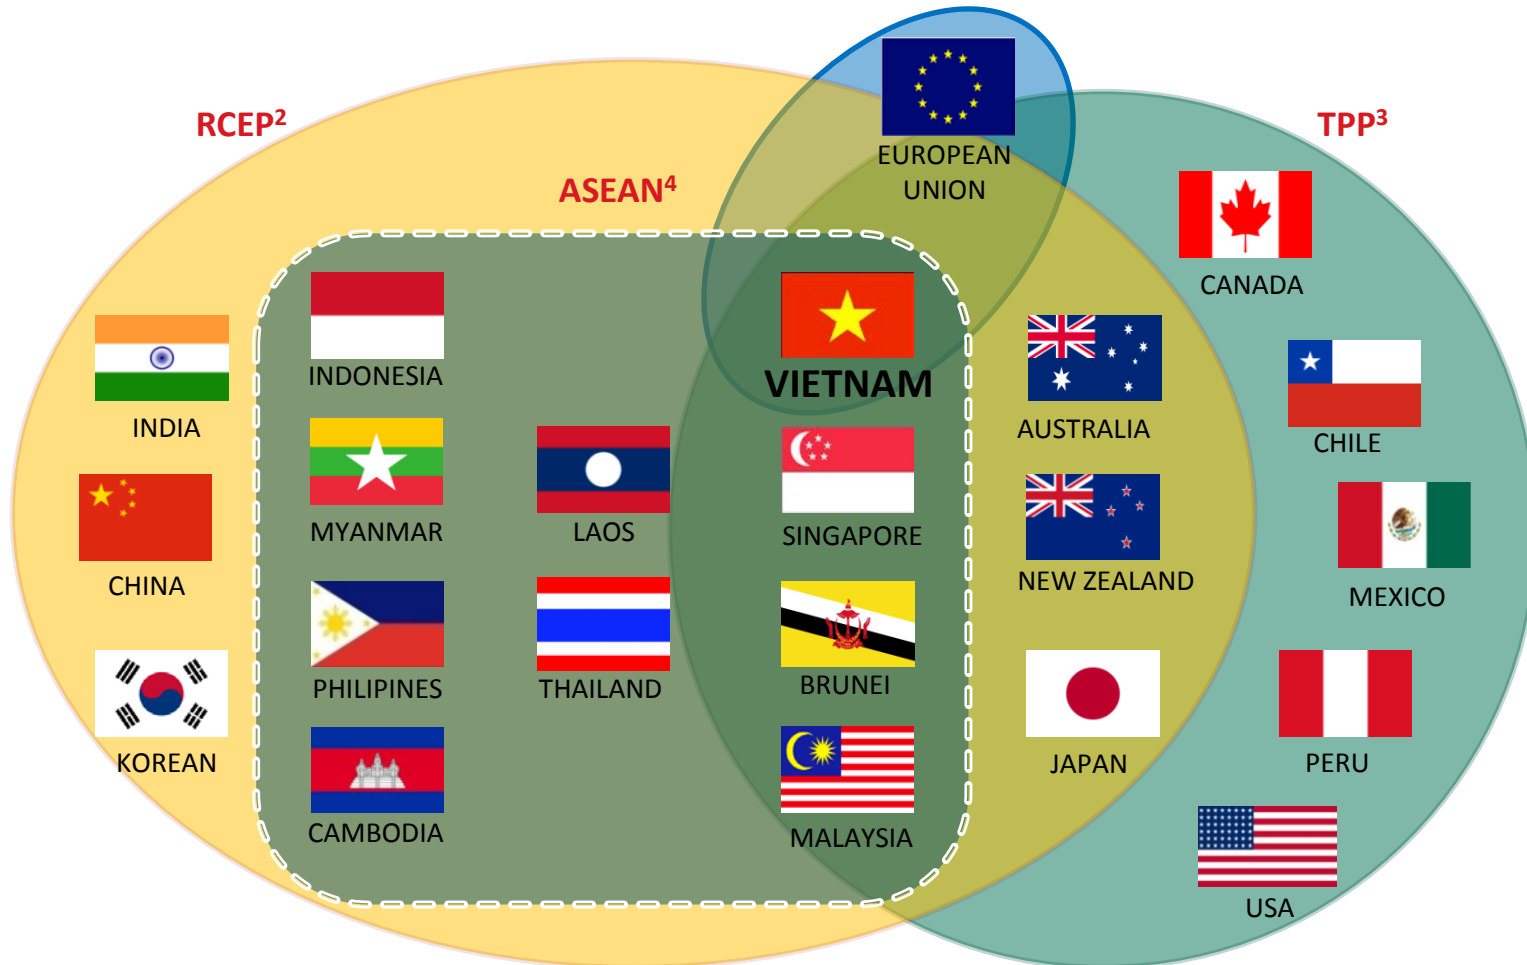 EUROPEAN
UNION
RCEP²
TPP³
ASEAN⁴
CANADA
INDONESIA
VIETNAM
INDIA
AUSTRALIA
CHILE
MYANMAR
LAOS
SINGAPORE
CHINA
NEW ZEALAND
MEXICO
PHILIPINES
THAILAND
BRUNEI
KOREAN
JAPAN
PERU
CAMBODIA
MALAYSIA
USA